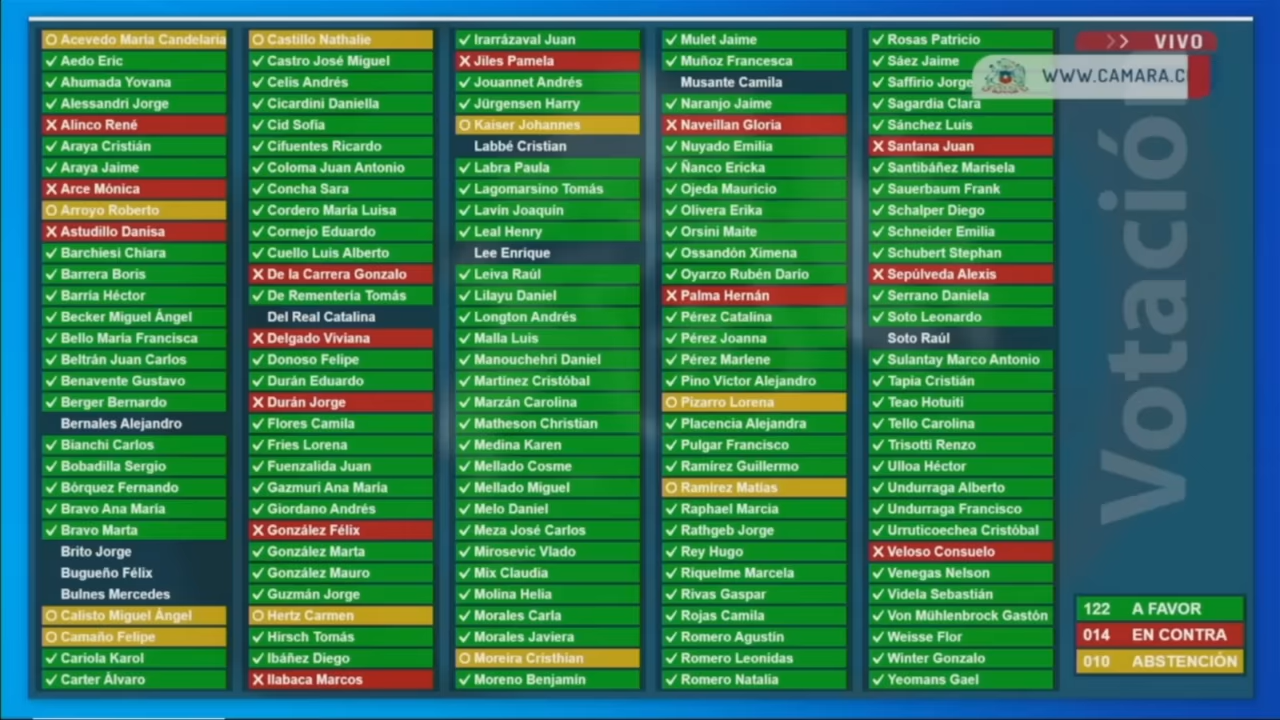 Acevedo María Candelaria
Aedo Eric
Ahumada Yovana
Alessandri Jorge
Alinco René
Araya Cristián
Araya Jaime
Arce Mónica
Arroyo Roberto
Astudillo Danisa
Barchiesi Chiara
Barrera Boris
Barría Héctor
Becker Miguel Ángel
Bello María Francisca
Beltrán Juan Carlos
Benavente Gustavo
Berger Bernardo
Bernales Alejandro
Bianchi Carlos
Bobadilla Sergio
Bórquez Fernando
Bravo Ana María
Bravo Marta
Brito Jorge
Bugueño Félix
Bulnes Mercedes
Calisto Miguel Ángel
Camaño Felipe
Cariola Karol
Carter Álvaro
Castillo Nathalie
Castro José Miguel
Celis Andrés
Cicardini Daniella
Cid Sofía
Cifuentes Ricardo
Coloma Juan Antonio
Concha Sara
Cordero María Luisa
Cornejo Eduardo
Cuello Luis Alberto
De la Carrera Gonzalo
De Rementería Tomás
Del Real Catalina
Delgado Viviana
Donoso Felipe
Durán Eduardo
Durán Jorge
Flores Camila
Fries Lorena
Fuenzalida Juan
Gazmuri Ana María
Giordano Andrés
González Félix
González Marta
González Mauro
Guzmán Jorge
Hertz Carmen
Hirsch Tomás
Ibáñez Diego
Ilabaca Marcos
Irarrázaval Juan
Jiles Pamela
Jouannet Andrés
Jürgensen Harry
Kaiser Johannes
Labbé Cristian
Labra Paula
Lagomarsino Tomás
Lavín Joaquín
Leal Henry
Lee Enrique
Leiva Raúl
Lilayu Daniel
Longton Andrés
Malla Luis
Manouchehri Daniel
Martínez Cristóbal
Marzán Carolina
Matheson Christian
Medina Karen
Mellado Cosme
Mellado Miguel
Melo Daniel
Meza José Carlos
Mirosevic Vlado
Mix Claudia
Molina Helia
Morales Carla
Morales Javiera
Moreira Cristhian
Moreno Benjamín
Mulet Jaime
Muñoz Francesca
Musante Camila
Naranjo Jaime
Naveillan Gloria
Nuyado Emilia
Ñanco Ericka
Ojeda Mauricio
Olivera Erika
Orsini Maite
Ossandón Ximena
Oyarzo Rubén Darío
Palma Hernán
Pérez Catalina
Pérez Joanna
Pérez Marlene
Pino Víctor Alejandro
Pizarro Lorena
Placencia Alejandra
Pulgar Francisco
Ramírez Guillermo
Ramírez Matías
Raphael Marcia
Rathgeb Jorge
Rey Hugo
Riquelme Marcela
Rivas Gaspar
Rojas Camila
Romero Agustín
Romero Leonidas
Romero Natalia
Rosas Patricio
Sáez Jaime
Saffirio Jorge
Sagardía Clara
Sánchez Luis
Santana Juan
Santibáñez Marisela
Sauerbaum Frank
Schalper Diego
Schneider Emilia
Schubert Stephan
Sepúlveda Alexis
Serrano Daniela
Soto Leonardo
Soto Raúl
Sulantay Marco Antonio
Tapia Cristián
Teao Hotuiti
Tello Carolina
Trisotti Renzo
Ulloa Héctor
Undurraga Alberto
Undurraga Francisco
Urruticoechea Cristóbal
Veloso Consuelo
Venegas Nelson
Videla Sebastián
Von Mühlenbrock Gastón
Weisse Flor
Winter Gonzalo
Yeomans Gael
>> VIVO
WWW.CAMARA.C
Votación
122 A FAVOR
014 EN CONTRA
010 ABSTENCIÓN